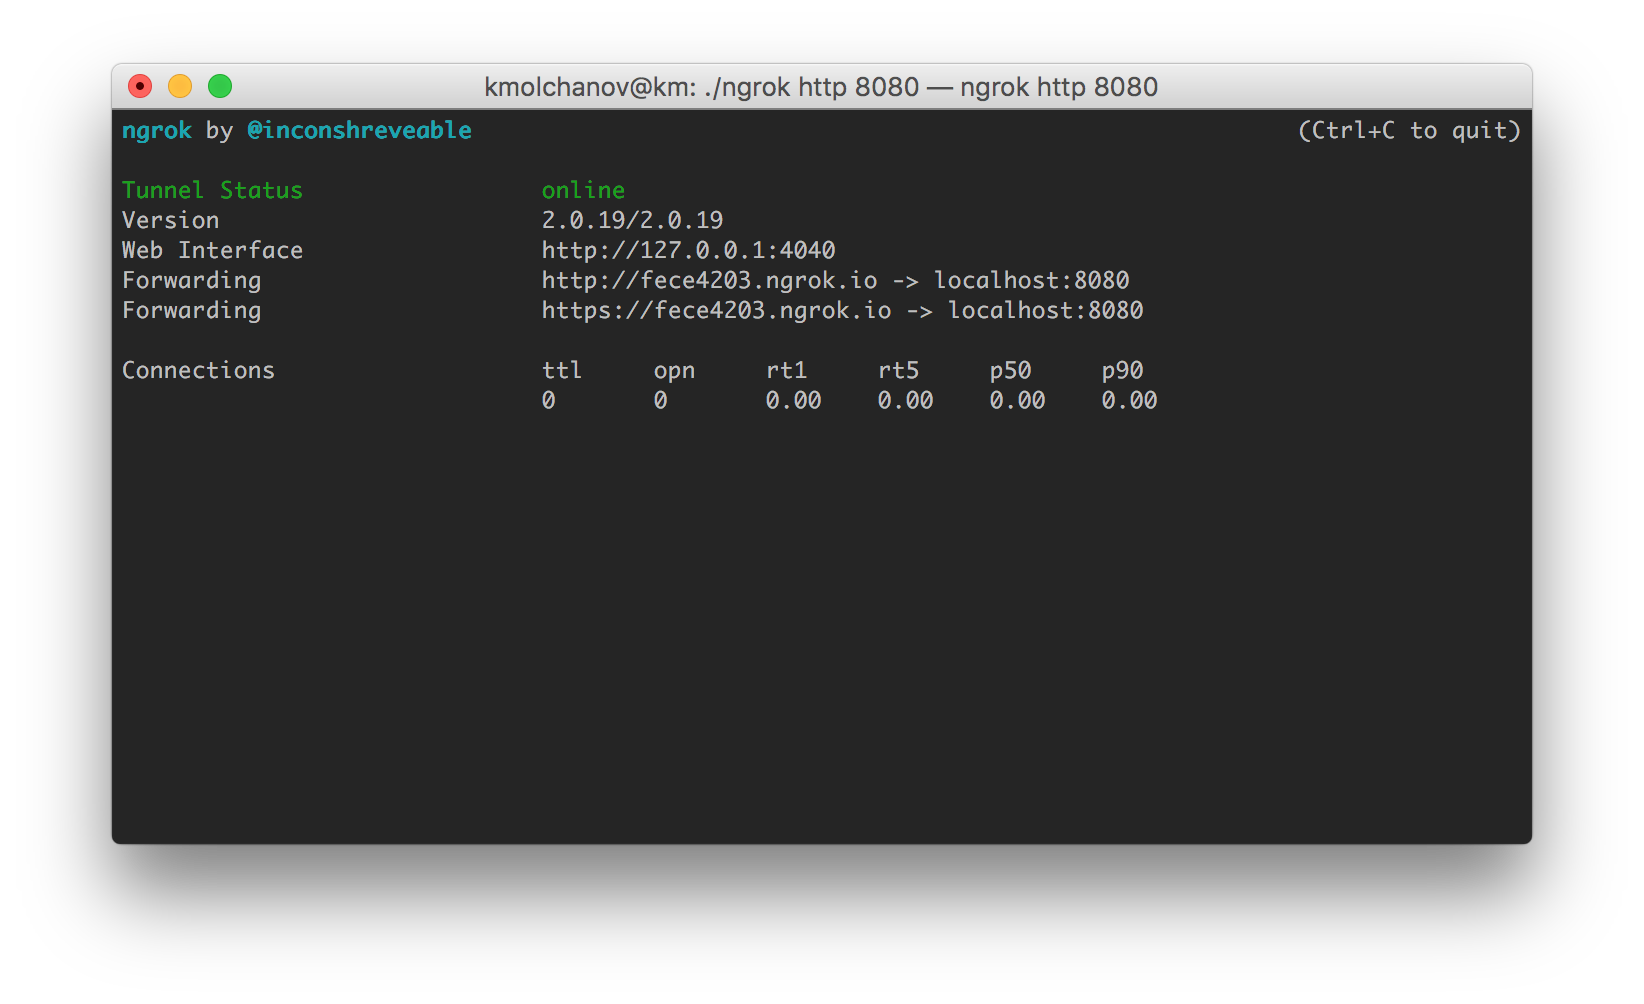 kmolchanov@km: ./ngrok http 8080 — ngrok http 8080
ngrok by @inconshreveable (Ctrl+C to quit)
Tunnel Status online
Version 2.0.19/2.0.19
Web Interface http://127.0.0.1:4040
Forwarding http://fece4203.ngrok.io -> localhost:8080
Forwarding https://fece4203.ngrok.io -> localhost:8080
Connections ttl opn rt1 rt5 p50 p90
0 0 0.00 0.00 0.00 0.00